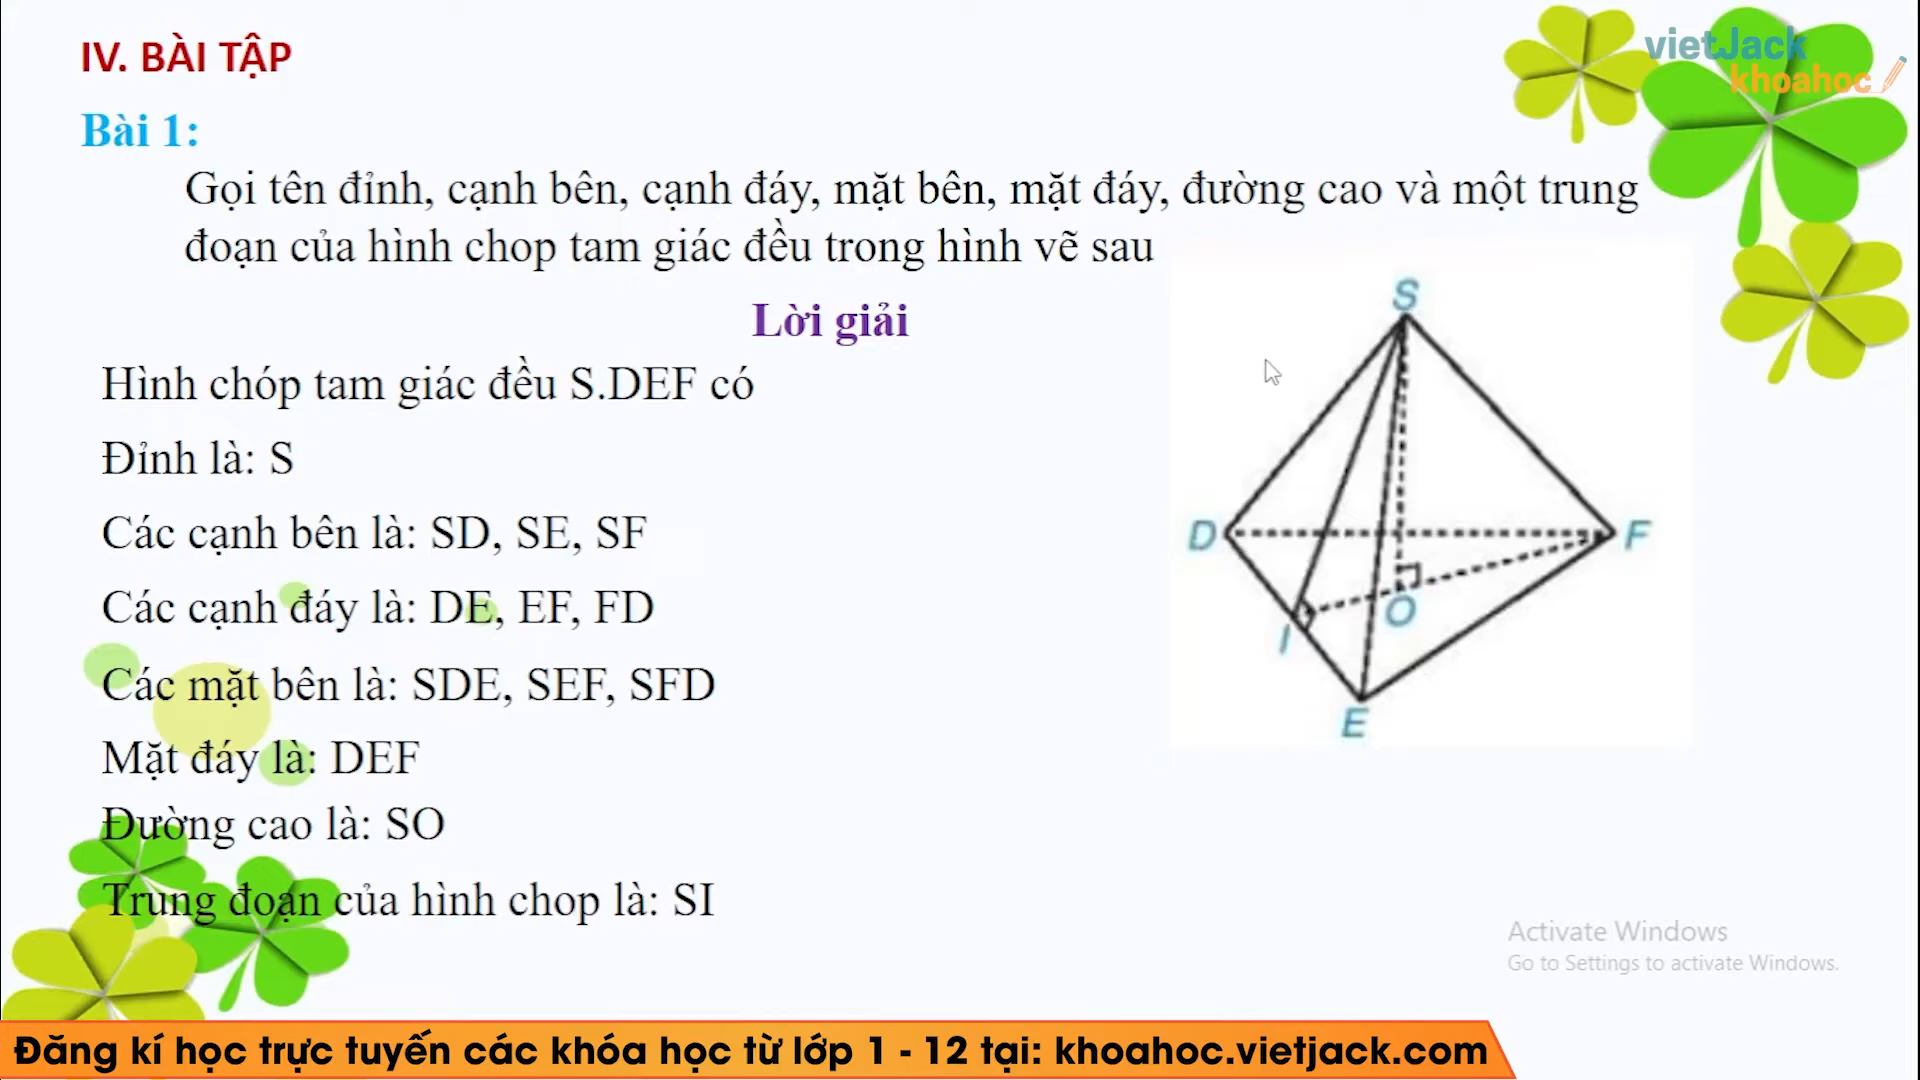 IV. BÀI TẬP
vietJack
khoahoc
Bài 1:
Gọi tên đỉnh, cạnh bên, cạnh đáy, mặt bên, mặt đáy, đường cao và một trung
đoạn của hình chop tam giác đều trong hình vẽ sau
Lời giải
Hình chóp tam giác đều S.DEF có
Đỉnh là: S
Các cạnh bên là: SD, SE, SF
Các cạnh đáy là: DE, EF, FD
Các mặt bên là: SDE, SEF, SFD
Mặt đáy là: DEF
Đường cao là: SO
Trung đoạn của hình chop là: SI
S
D
F
O
I
E
Activate Windows
Go to Settings to activate Windows.
Đăng kí học trực tuyến các khóa học từ lớp 1 - 12 tại: khoahoc.vietjack.com